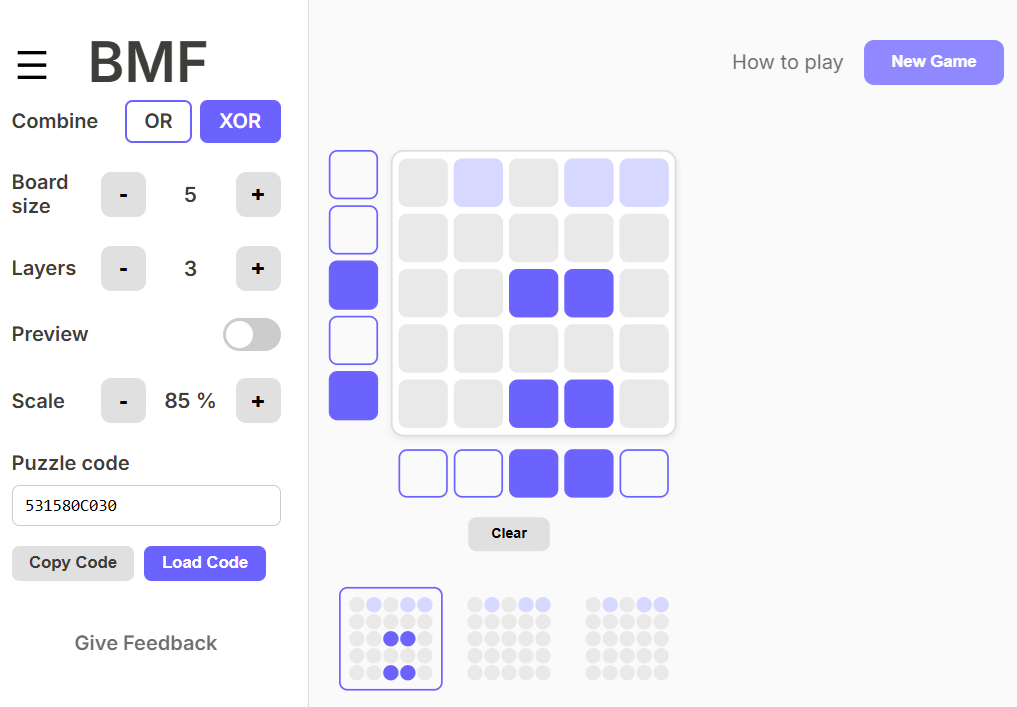 ☰ BMF
How to play
New Game
Combine OR XOR
Board
size
- 5 +
Layers - 3 +
Preview
Scale - 85 % +
Puzzle code
531580C030
Copy Code Load Code
Give Feedback
Clear